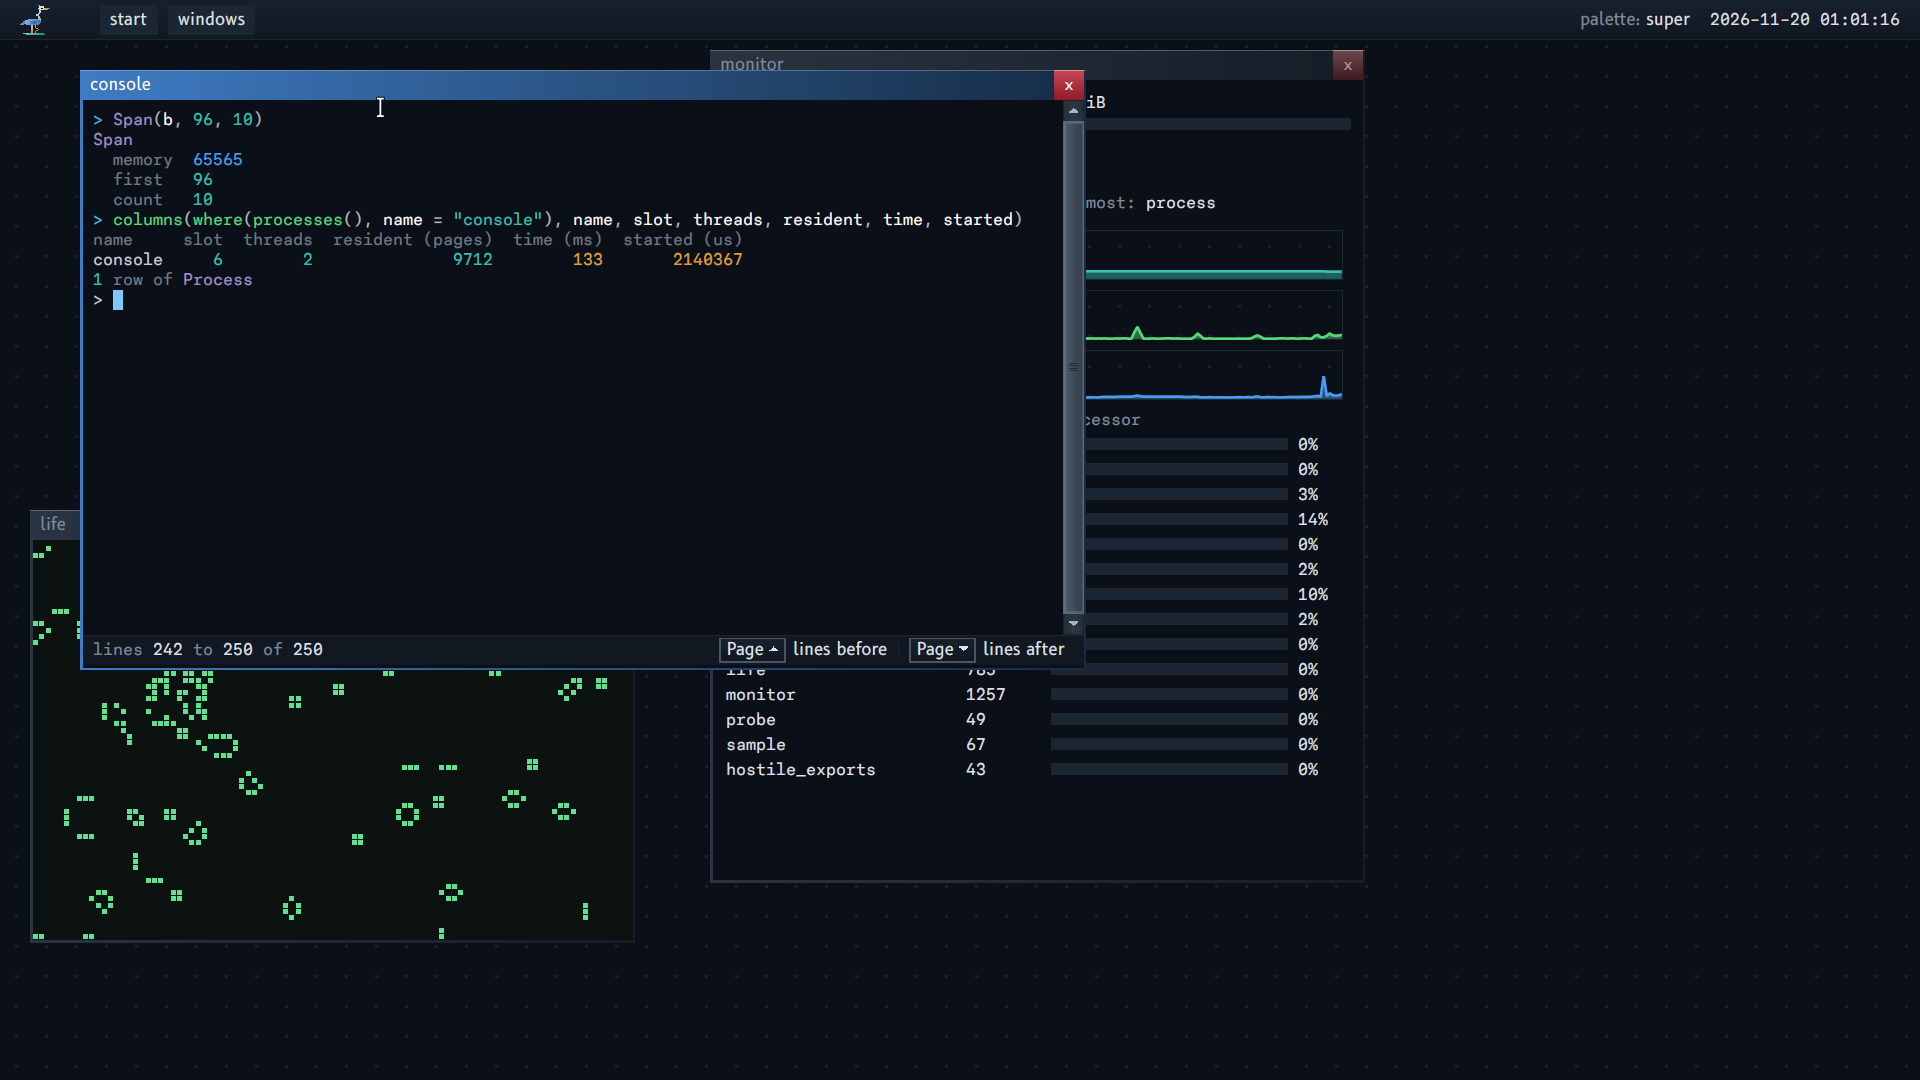 start windows palette: super 2026-11-20 01:01:16
monitor x
console x
> Span(b, 96, 10)
Span
memory 65565
first 96
count 10
> columns(where(processes(), name = "console"), name, slot, threads, resident, time, started)
name slot threads resident (pages) time (ms) started (us)
console 6 2 9712 133 2140367
1 row of Process
>
lines 242 to 250 of 250 Page lines before Page lines after
iB
most: process
cessor
0%
0%
3%
14%
0%
2%
10%
2%
0%
life 785 0%
monitor 1257 0%
probe 49 0%
sample 67 0%
hostile_exports 43 0%
life